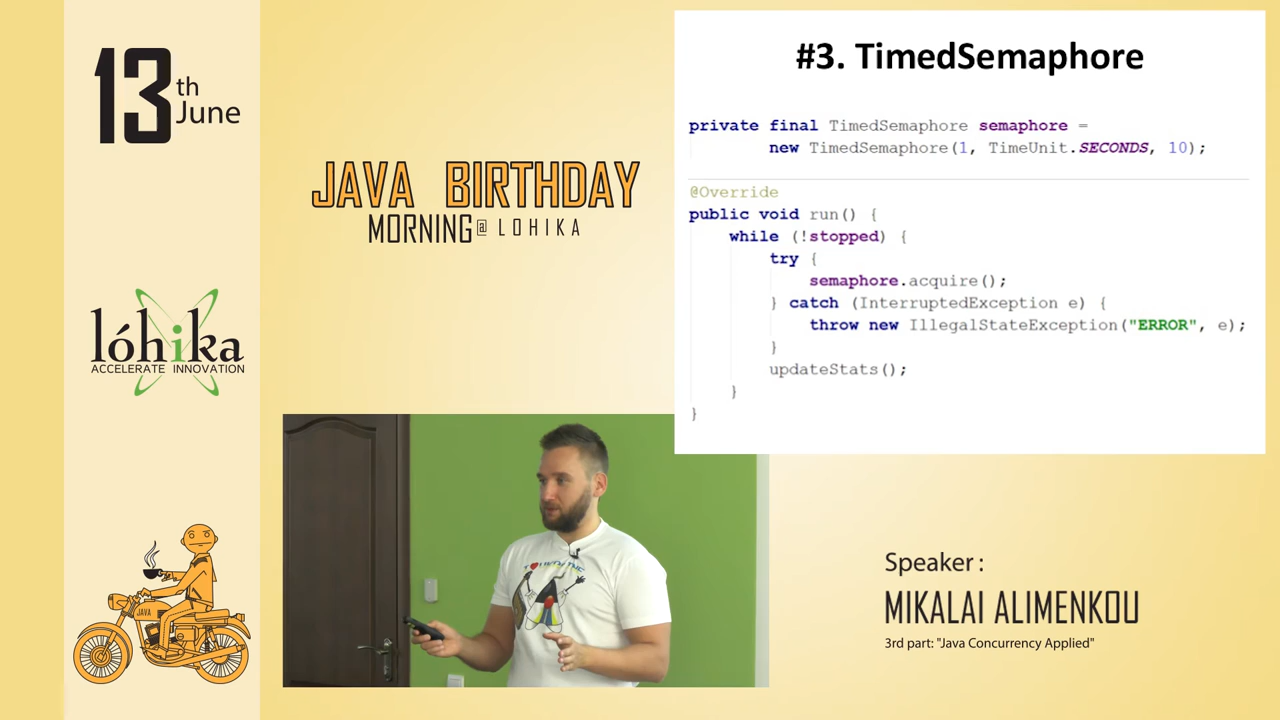 13th June
JAVA BIRTHDAY
MORNING@LOHIKA
lóhika
ACCELERATE INNOVATION
JAVA
#3. TimedSemaphore
private final TimedSemaphore semaphore =
new TimedSemaphore(1, TimeUnit.SECONDS, 10);
@Override
public void run() {
while (!stopped) {
try {
semaphore.acquire();
} catch (InterruptedException e) {
throw new IllegalStateException("ERROR", e);
}
updateStats();
}
}
Speaker :
MIKALAI ALIMENKOU
3rd part: "Java Concurrency Applied"